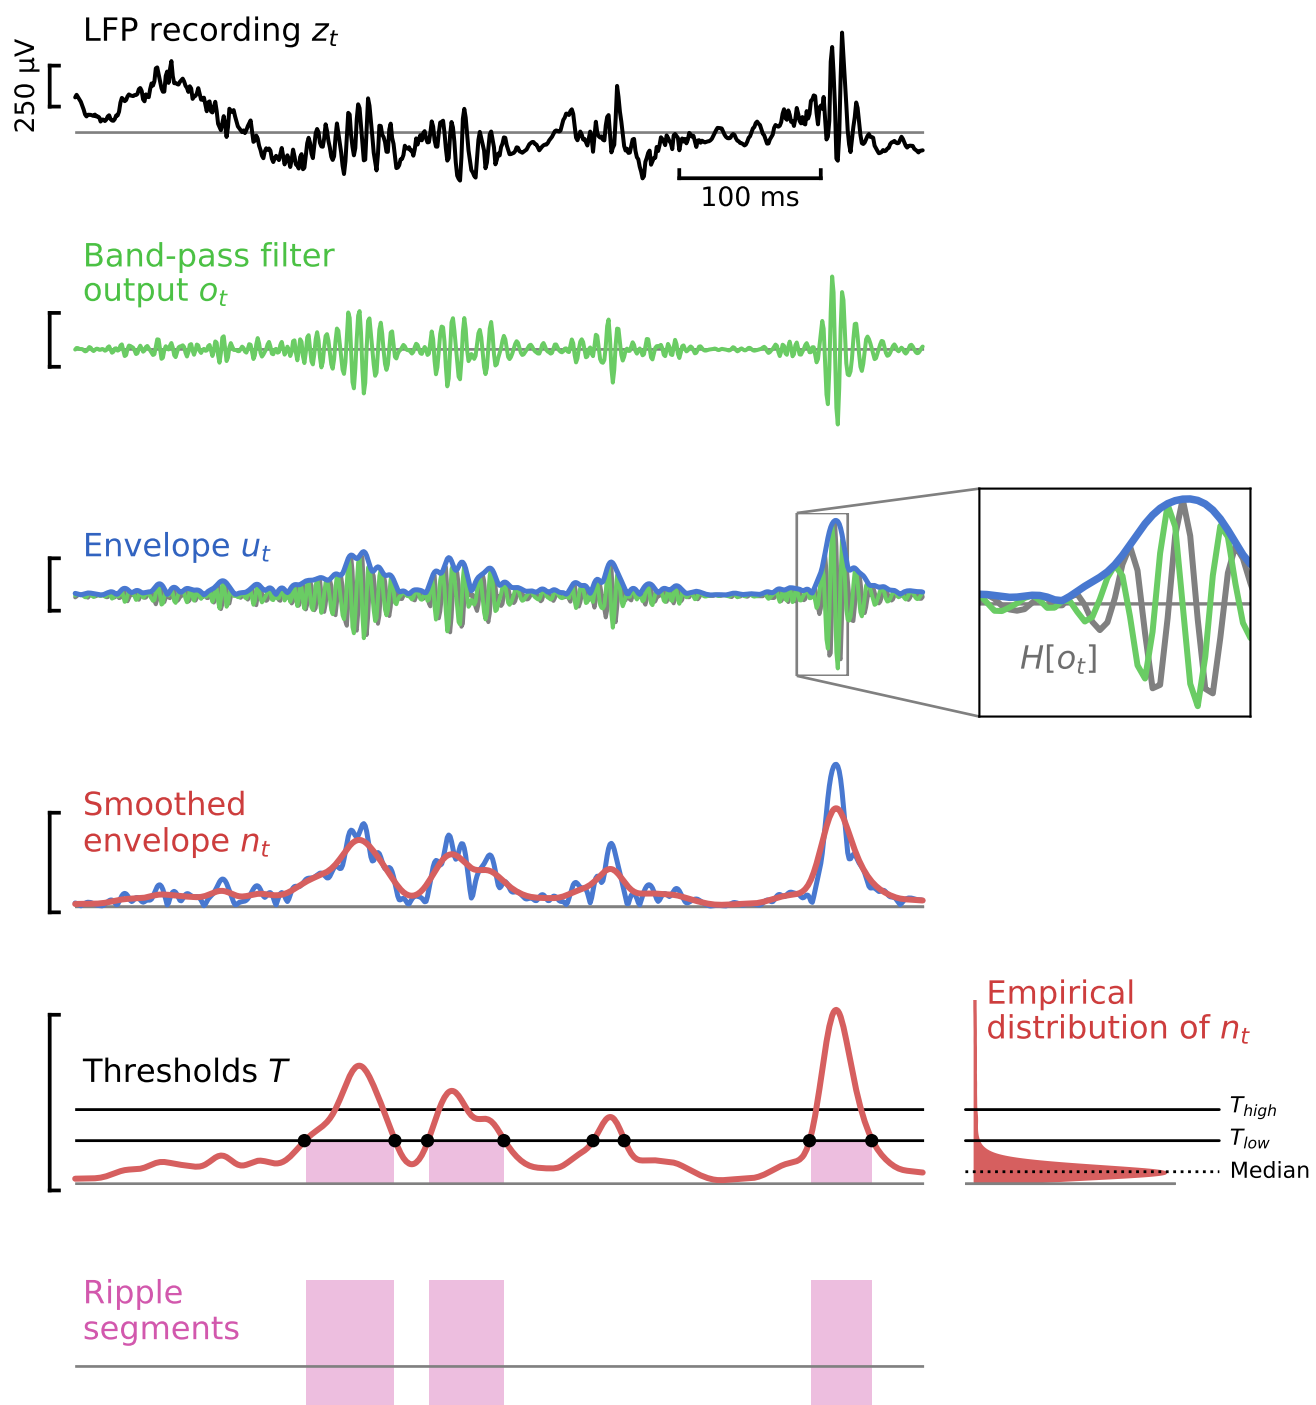 LFP recording z_t
250 µV
100 ms
Band-pass filter
output o_t
Envelope u_t
H[o_t]
Smoothed
envelope n_t
Empirical
distribution of n_t
Thresholds T
T_high
T_low
Median
Ripple
segments